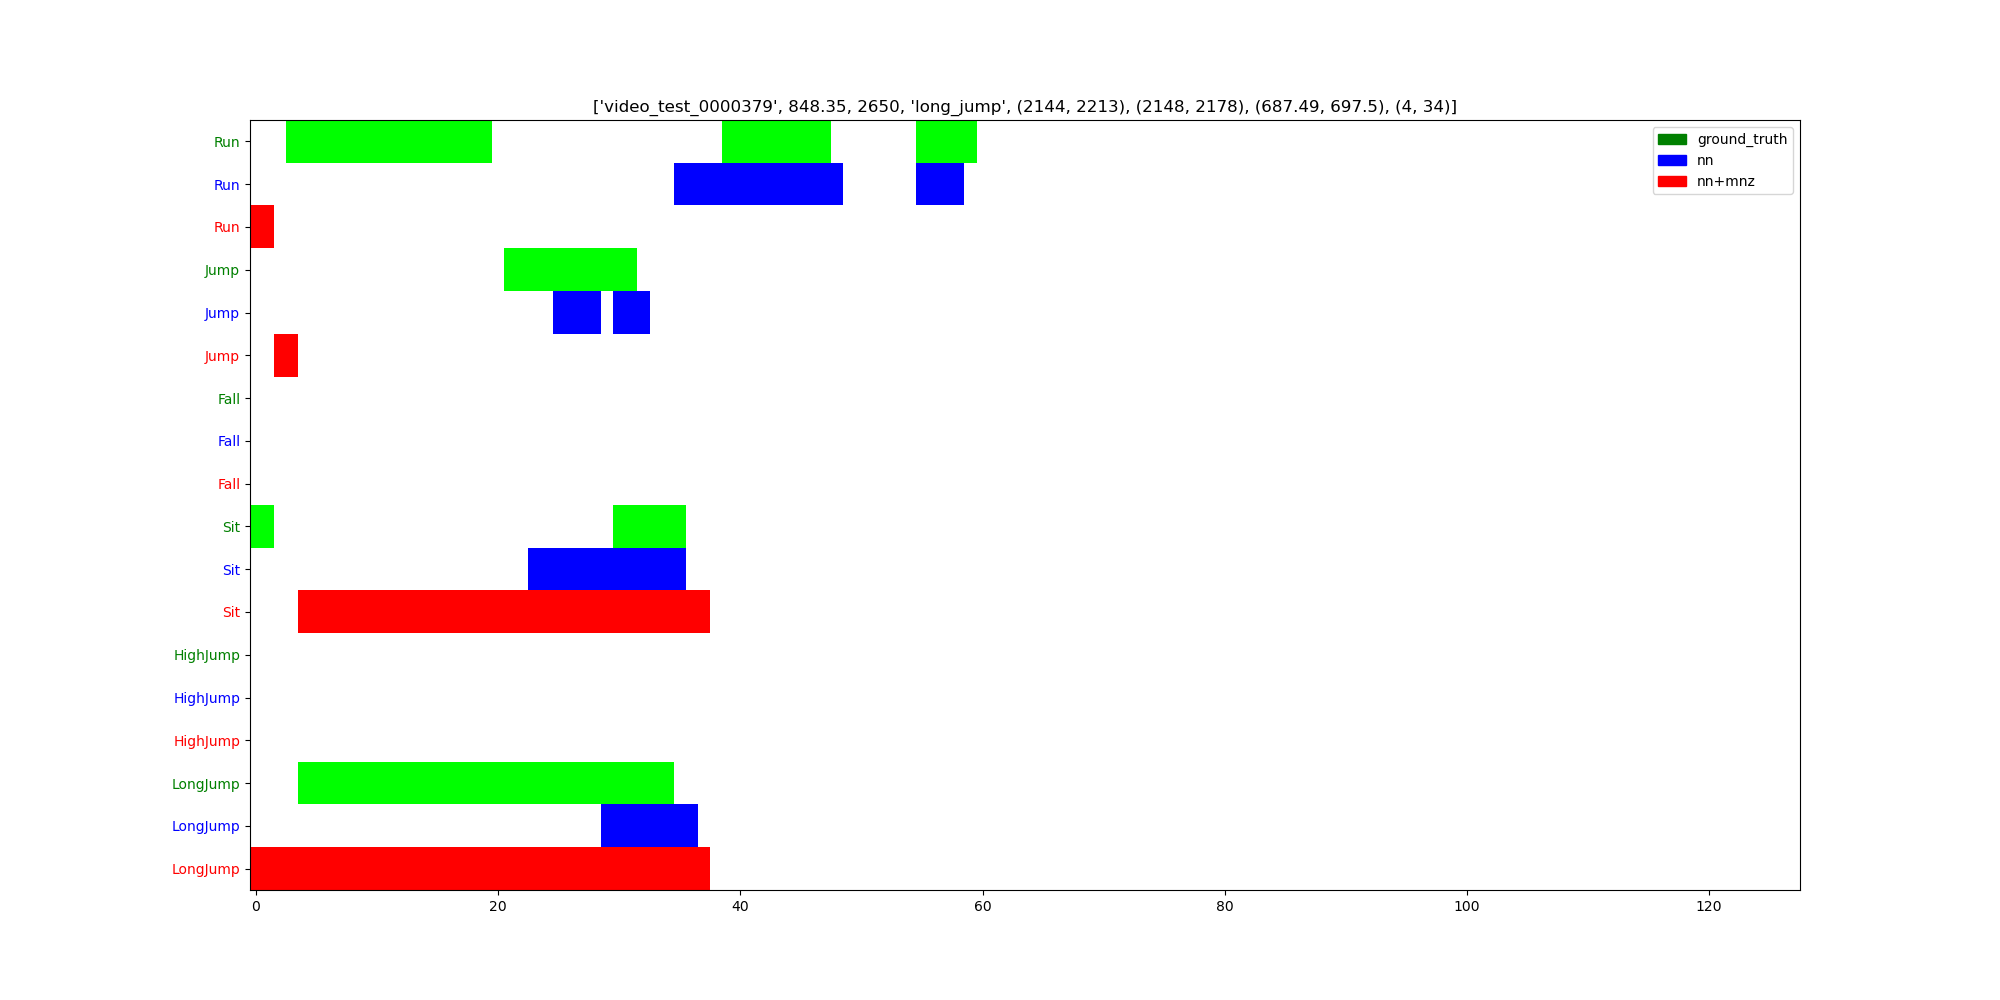 ['video_test_0000379', 848.35, 2650, 'long_jump', (2144, 2213), (2148, 2178), (687.49, 697.5), (4, 34)]
ground_truth
nn
nn+mnz
Run
Run
Run
Jump
Jump
Jump
Fall
Fall
Fall
Sit
Sit
Sit
HighJump
HighJump
HighJump
LongJump
LongJump
LongJump
0 20 40 60 80 100 120